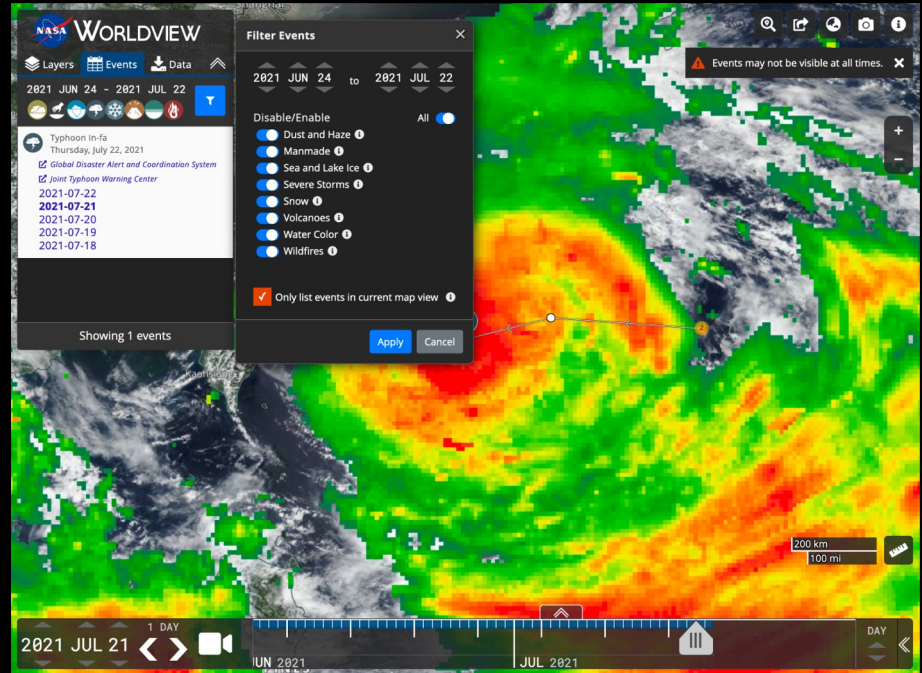 Shanghai
NASA WORLDVIEW
Layers Events Data
2021 JUN 24 - 2021 JUL 22
Typhoon In-fa
Thursday, July 22, 2021
Global Disaster Alert and Coordination System
Joint Typhoon Warning Center
2021-07-22
2021-07-21
2021-07-20
2021-07-19
2021-07-18
Showing 1 events
Filter Events
2021 JUN 24 to 2021 JUL 22
Disable/Enable All
Dust and Haze
Manmade
Sea and Lake Ice
Severe Storms
Snow
Volcanoes
Water Color
Wildfires
Only list events in current map view
Apply Cancel
Events may not be visible at all times.
+
−
2
200 km
100 mi
2021 JUL 21
1 DAY
UN 2021
JUL 2021
DAY